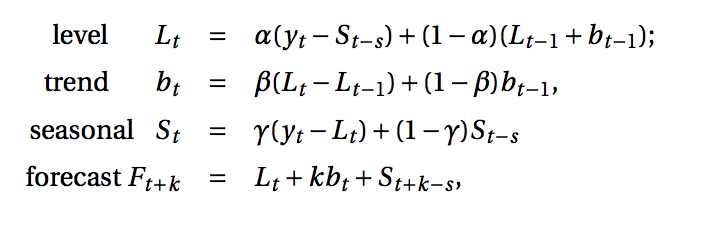 level L_t = α(y_t − S_{t−s}) + (1 − α)(L_{t−1} + b_{t−1});
trend b_t = β(L_t − L_{t−1}) + (1 − β)b_{t−1},
seasonal S_t = γ(y_t − L_t) + (1 − γ)S_{t−s}
forecast F_{t+k} = L_t + kb_t + S_{t+k−s},